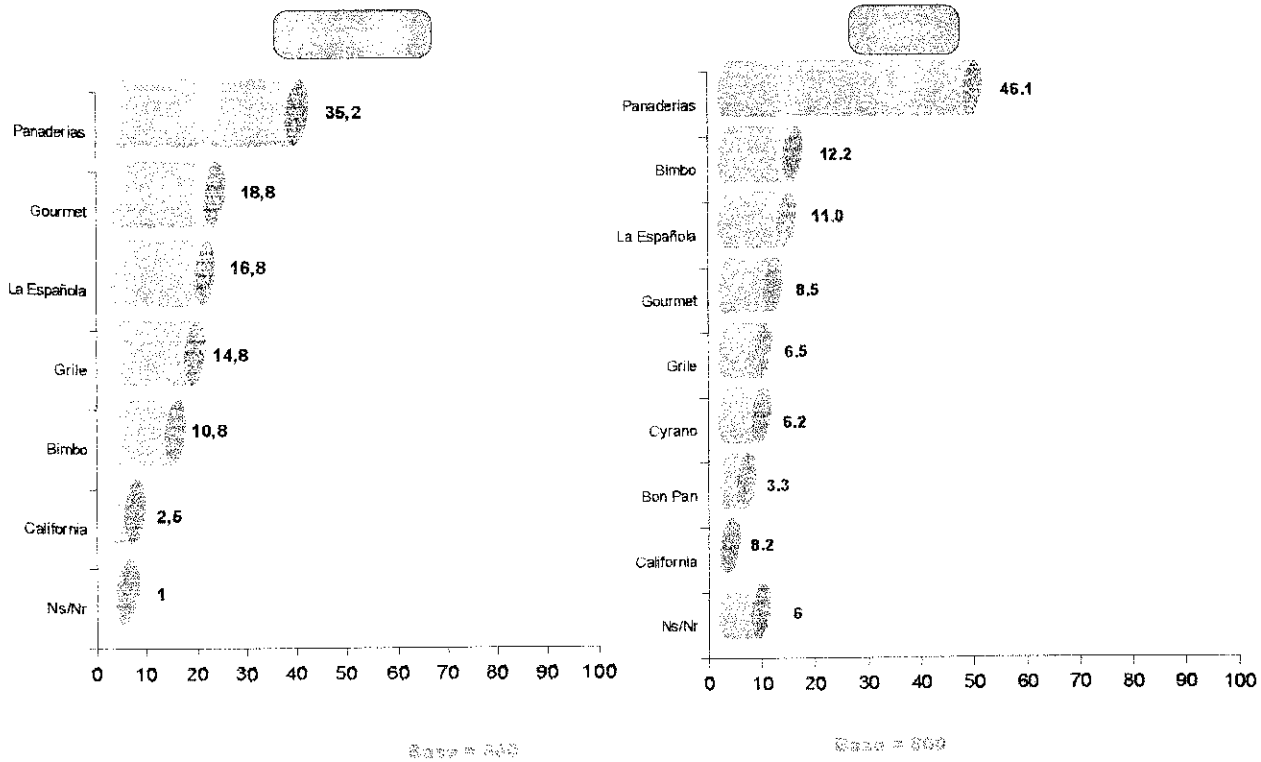 Panaderias 35,2
Gourmet 18,8
La Española 16,8
Grile 14,8
Bimbo 10,8
California 2,5
Ns/Nr 1
0 10 20 30 40 50 60 70 80 90 100
Panaderias 46.1
Bimbo 12.2
La Española 11.0
Gourmet 8,5
Grile 6.5
Cyrano 6.2
Bon Pan 3.3
California 8.2
Ns/Nr 6
0 10 20 30 40 50 60 70 80 90 100
Base =
Base =